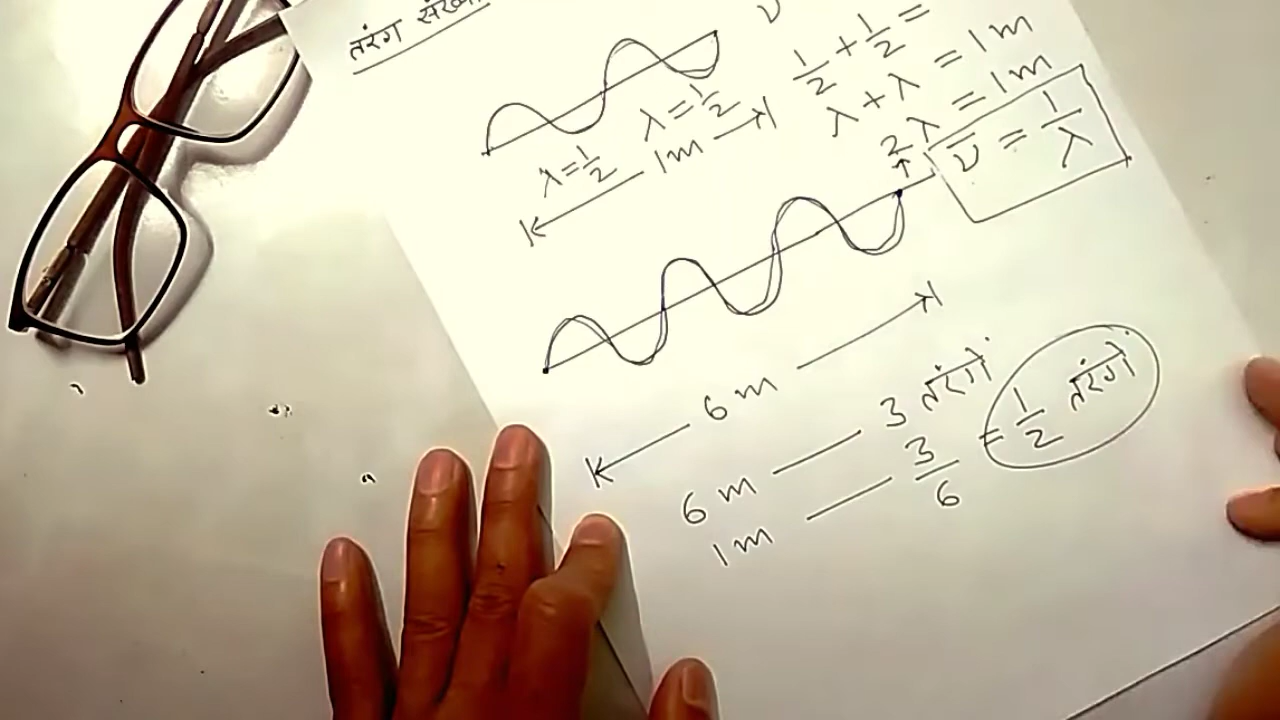 तरंग संख्या
ν
1/2 + 1/2 =
λ + λ = 1m
2λ = 1m
ν̅ = 1/λ
λ = 1/2
λ = 1/2
1m
6 m
6 m — 3 तरंगें
1m — 3/6 = 1/2 तरंगें